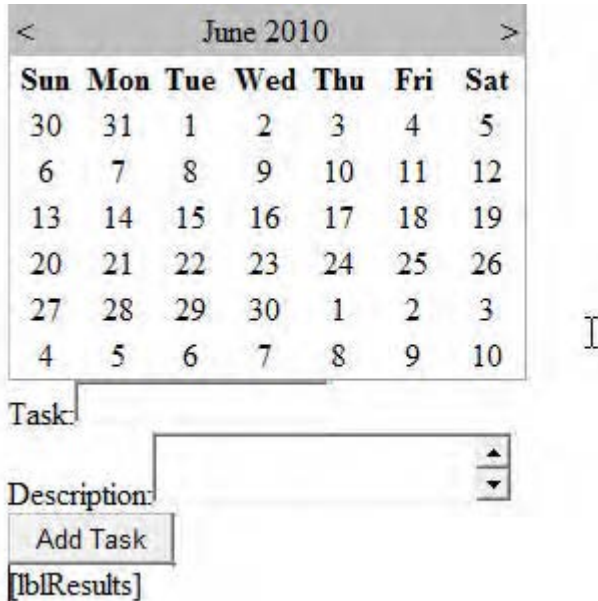 < June 2010 >
Sun Mon Tue Wed Thu Fri Sat
30 31 1 2 3 4 5
6 7 8 9 10 11 12
13 14 15 16 17 18 19
20 21 22 23 24 25 26
27 28 29 30 1 2 3
4 5 6 7 8 9 10
Task:
Description:
Add Task
[lblResults]